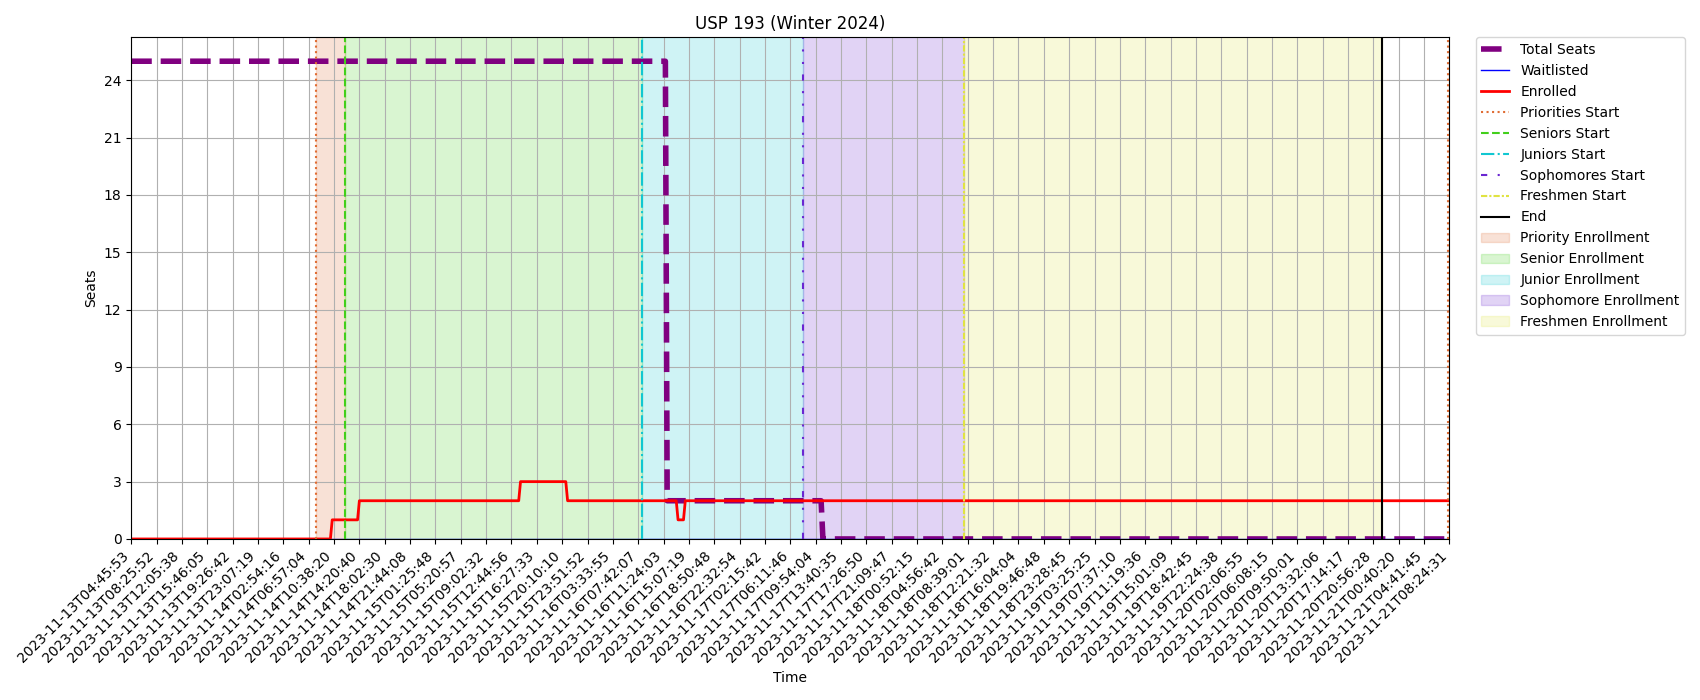 USP 193 (Winter 2024)
Seats
24
21
18
15
12
9
6
3
0
2023-11-13T04:45:53
2023-11-13T08:25:52
2023-11-13T12:05:38
2023-11-13T15:46:05
2023-11-13T19:26:42
2023-11-13T23:07:19
2023-11-14T02:54:16
2023-11-14T06:57:04
2023-11-14T10:38:20
2023-11-14T14:20:40
2023-11-14T18:02:30
2023-11-14T21:44:08
2023-11-15T01:25:48
2023-11-15T05:20:57
2023-11-15T09:02:32
2023-11-15T12:44:56
2023-11-15T16:27:33
2023-11-15T20:10:10
2023-11-15T23:51:52
2023-11-16T03:33:55
2023-11-16T07:42:07
2023-11-16T11:24:03
2023-11-16T15:07:19
2023-11-16T18:50:48
2023-11-16T22:32:54
2023-11-17T02:15:42
2023-11-17T06:11:46
2023-11-17T09:54:04
2023-11-17T13:40:35
2023-11-17T17:26:50
2023-11-17T21:09:47
2023-11-18T00:52:15
2023-11-18T04:56:42
2023-11-18T08:39:01
2023-11-18T12:21:32
2023-11-18T16:04:04
2023-11-18T19:46:48
2023-11-18T23:28:45
2023-11-19T03:25:25
2023-11-19T07:37:10
2023-11-19T11:19:36
2023-11-19T15:01:09
2023-11-19T18:42:45
2023-11-19T22:24:38
2023-11-20T02:06:55
2023-11-20T06:08:15
2023-11-20T09:50:01
2023-11-20T13:32:06
2023-11-20T17:14:17
2023-11-20T20:56:28
2023-11-21T00:40:20
2023-11-21T04:41:45
2023-11-21T08:24:31
Time
Total Seats
Waitlisted
Enrolled
Priorities Start
Seniors Start
Juniors Start
Sophomores Start
Freshmen Start
End
Priority Enrollment
Senior Enrollment
Junior Enrollment
Sophomore Enrollment
Freshmen Enrollment